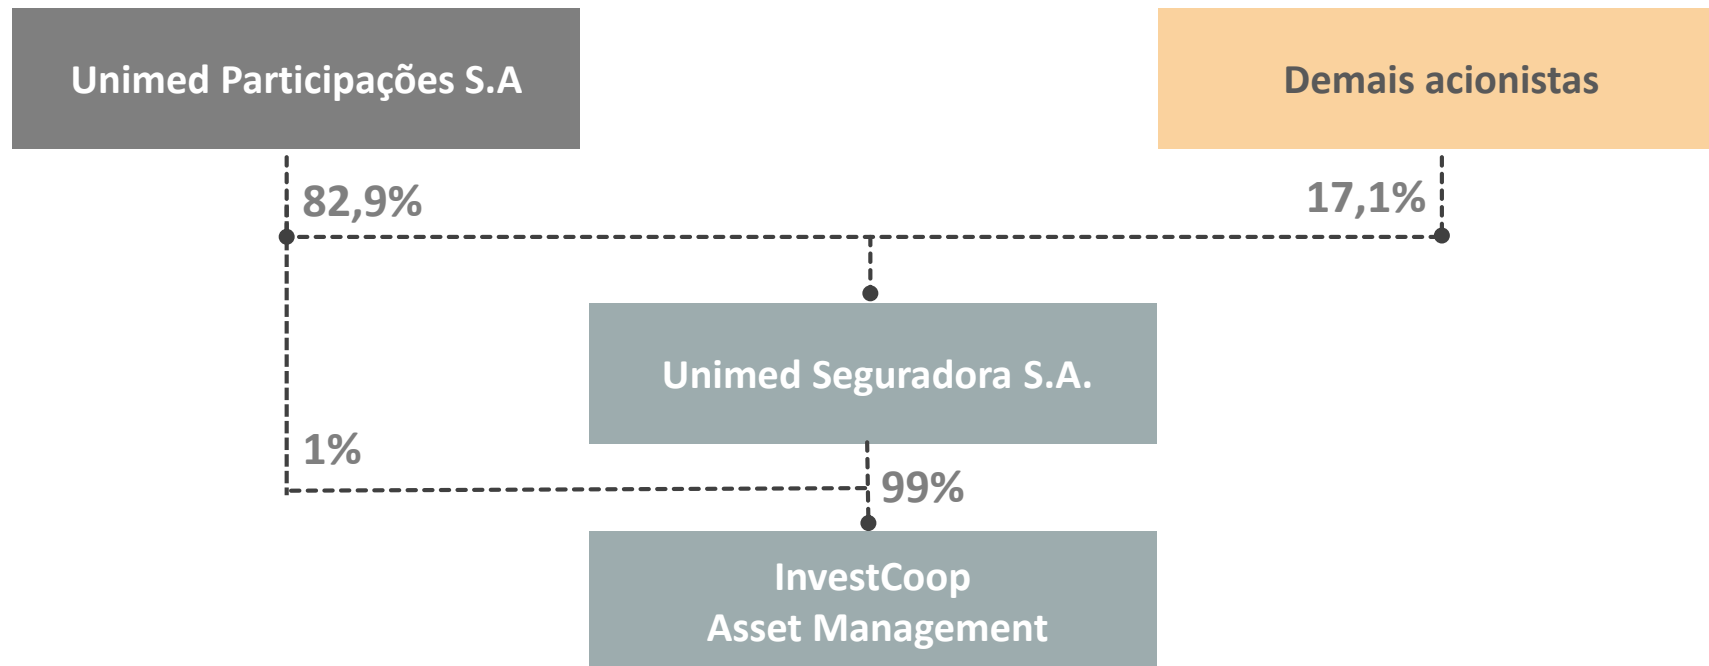 Unimed Participações S.A
Demais acionistas
82,9%
17,1%
Unimed Seguradora S.A.
1%
99%
InvestCoop
Asset Management